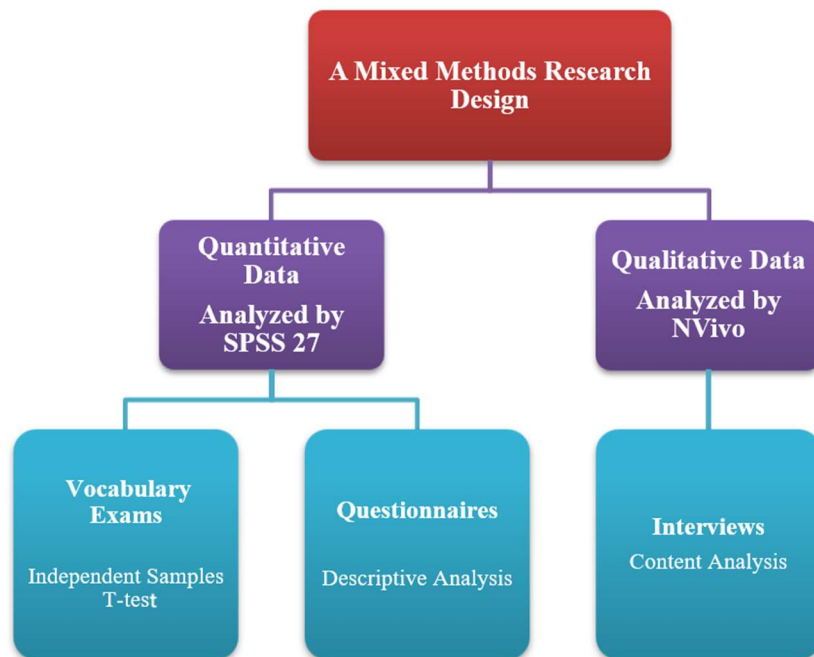 A Mixed Methods Research
Design
Quantitative
Data
Analyzed by
SPSS 27
Qualitative Data
Analyzed by
NVivo
Vocabulary
Exams
Independent Samples
T-test
Questionnaires
Descriptive Analysis
Interviews
Content Analysis